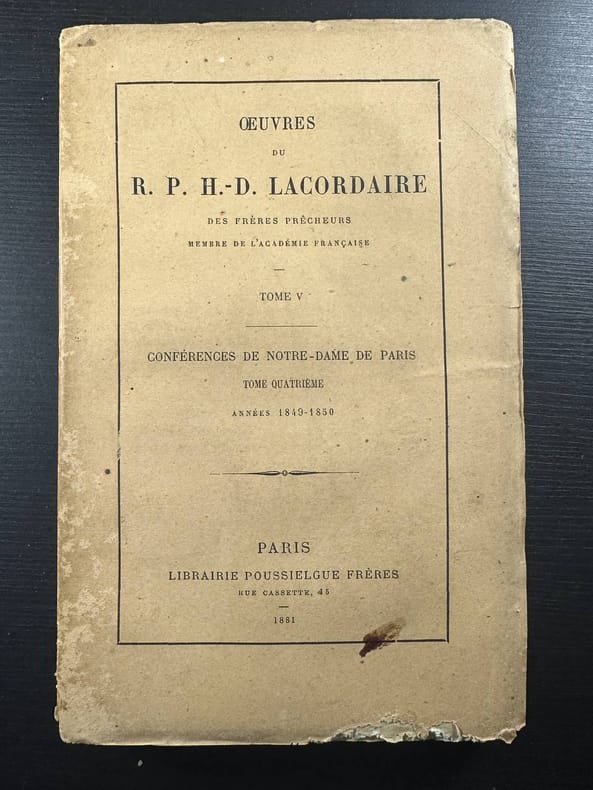 ŒUVRES
DU
R. P. H.-D. LACORDAIRE
DES FRÈRES PRÊCHEURS
MEMBRE DE L'ACADÉMIE FRANÇAISE
TOME V
CONFÉRENCES DE NOTRE-DAME DE PARIS
TOME QUATRIÈME
ANNÉES 1849-1850
PARIS
LIBRAIRIE POUSSIELGUE FRÈRES
RUE CASSETTE, 15
1881